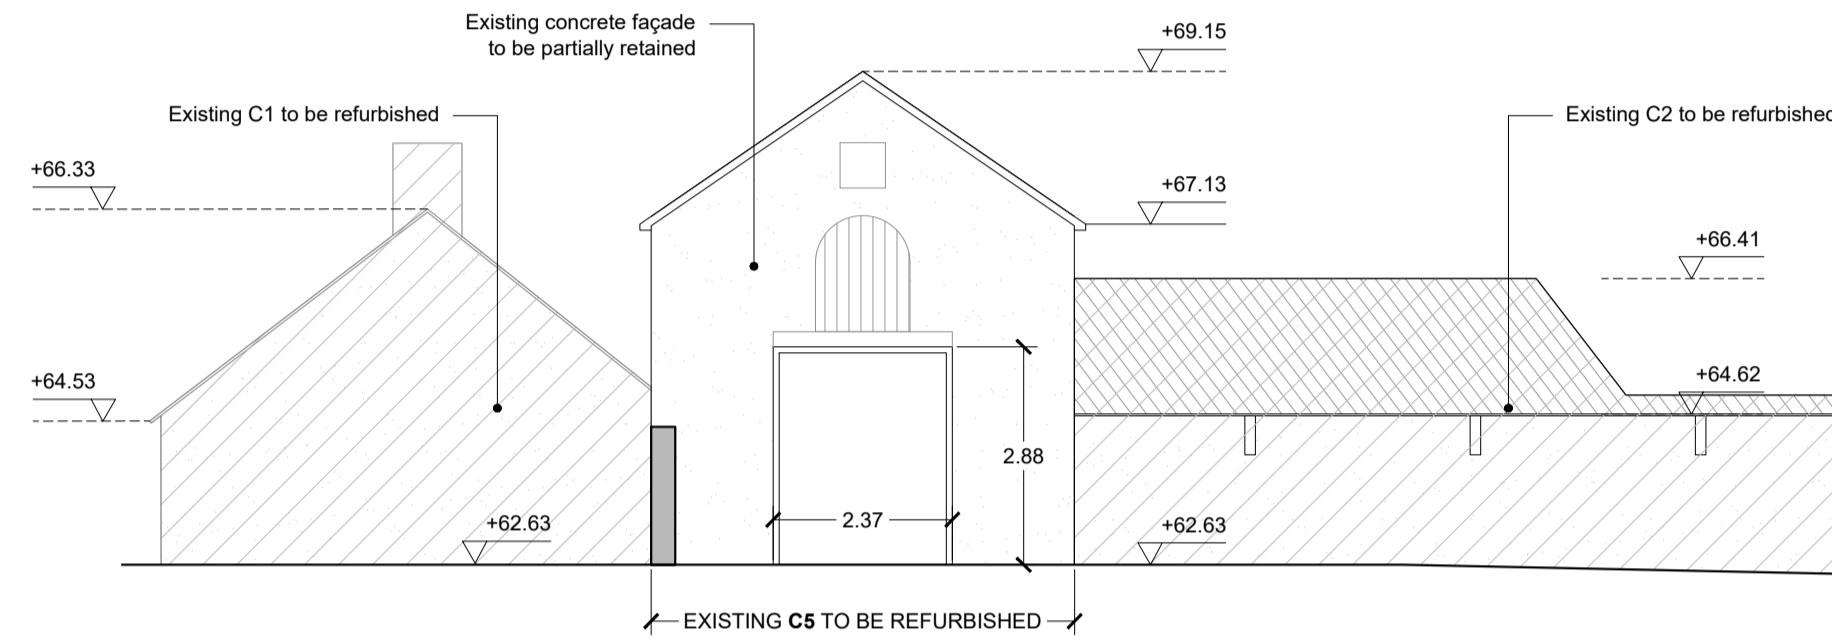 Existing concrete façade
to be partially retained
+69.15
Existing C1 to be refurbished
Existing C2 to be refurbished
+66.33
+67.13
+66.41
+64.53
+64.62
2.88
+62.63
2.37
+62.63
EXISTING C5 TO BE REFURBISHED